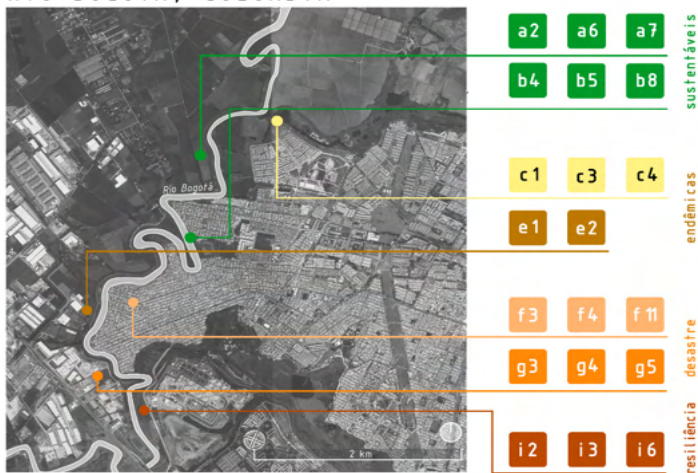 a2 a6 a7
sustentáveis
b4 b5 b8
Rio Bogotá
c1 c3 c4
endêmicas
e1 e2
f3 f4 f11
desastre
g3 g4 g5
resiliência
i2 i3 i6
2 km